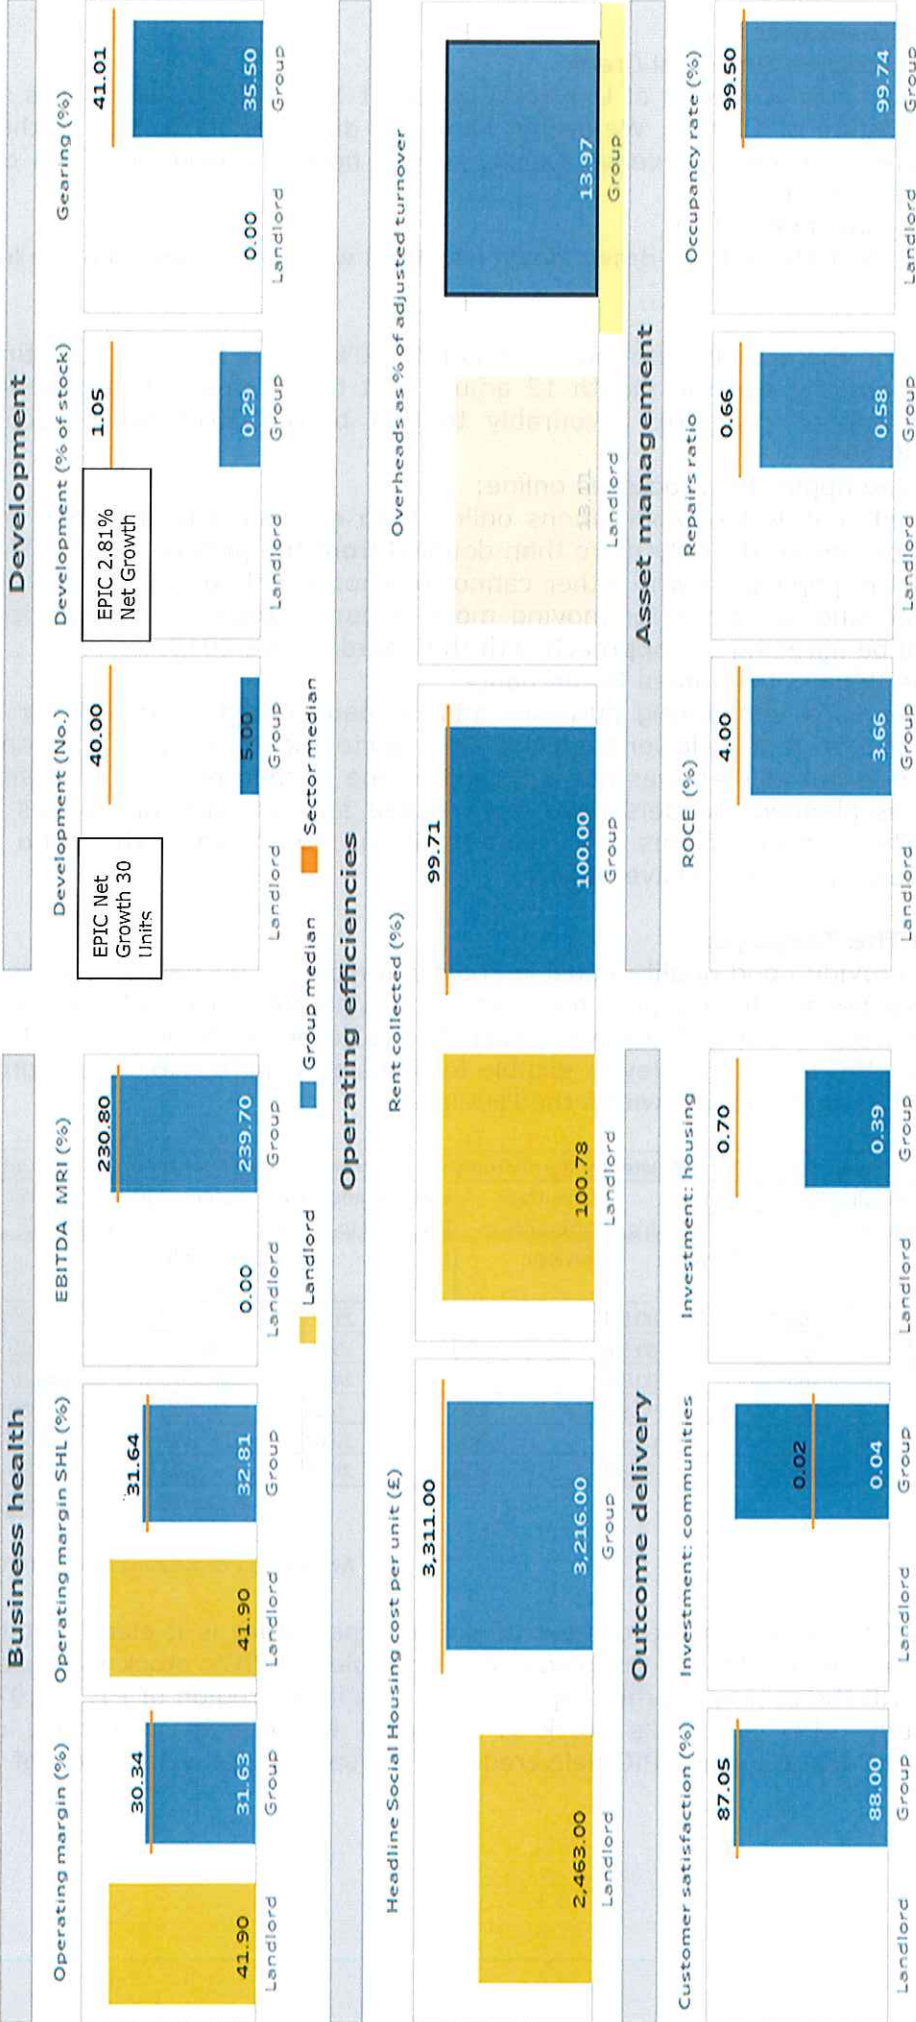 Business health
Operating margin (%)
30.34
41.90
31.63
Landlord
Group
Operating margin SHL (%)
31.64
41.90
32.81
Landlord
Group
EBITDA MRI (%)
230.80
0.00
239.70
Landlord
Group
Development
Development (No.)
EPIC Net
Growth 30
Units
40.00
5.00
Landlord
Group
Development (% of stock)
EPIC 2.81%
Net Growth
1.05
0.29
Landlord
Group
Gearing (%)
41.01
0.00
35.50
Landlord
Group
Landlord
Group median
Sector median
Operating efficiencies
Headline Social Housing cost per unit (£)
3,311.00
2,463.00
3,216.00
Landlord
Group
Rent collected (%)
99.71
100.78
100.00
Landlord
Group
Overheads as % of adjusted turnover
13.97
Landlord
Group
Outcome delivery
Customer satisfaction (%)
87.05
88.00
Landlord
Group
Investment: communities
0.02
0.04
Landlord
Group
Investment: housing
0.70
0.39
Landlord
Group
Asset management
ROCE (%)
4.00
3.66
Landlord
Group
Repairs ratio
0.66
0.58
Landlord
Group
Occupancy rate (%)
99.50
99.74
Landlord
Group